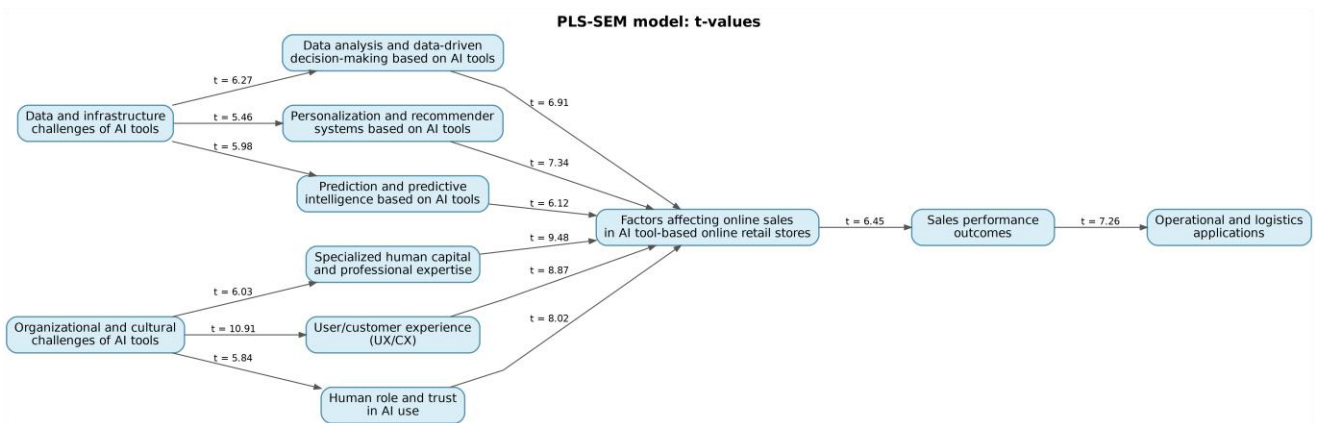 PLS-SEM model: t-values
Data analysis and data-driven
decision-making based on AI tools
t = 6.27
t = 6.91
Data and infrastructure
challenges of AI tools
t = 5.46
Personalization and recommender
systems based on AI tools
t = 5.98
t = 7.34
Prediction and predictive
intelligence based on AI tools
t = 6.12
Factors affecting online sales
in AI tool-based online retail stores
t = 6.45
Sales performance
outcomes
t = 7.26
Operational and logistics
applications
Specialized human capital
and professional expertise
t = 9.48
t = 6.03
t = 8.87
Organizational and cultural
challenges of AI tools
t = 10.91
User/customer experience
(UX/CX)
t = 8.02
t = 5.84
Human role and trust
in AI use